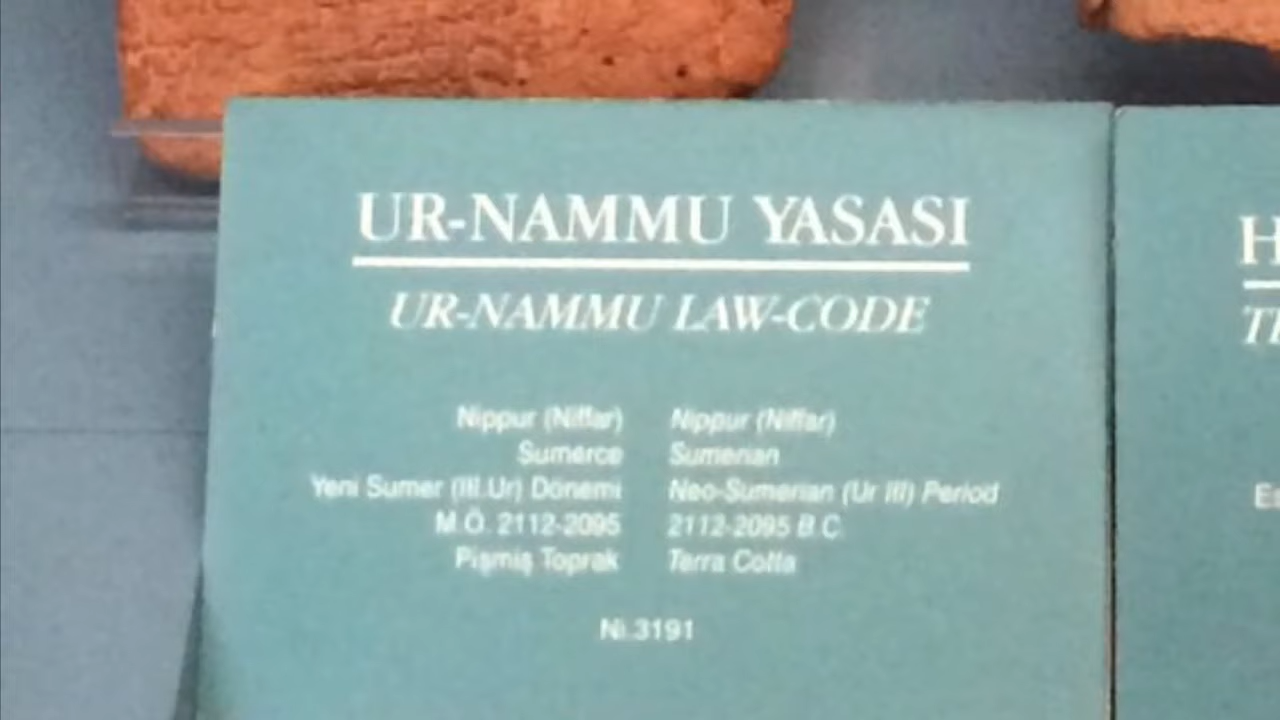 UR-NAMMU YASASI
UR-NAMMU LAW-CODE
Nippur (Niffar) Nippur (Niffar)
Sumerce Sumerian
Yeni Sumer (III.Ur) Dönemi Neo-Sumerian (Ur III) Period
M.Ö. 2112-2095 2112-2095 B.C.
Pişmiş Toprak Terra Cotta
Ni.3191